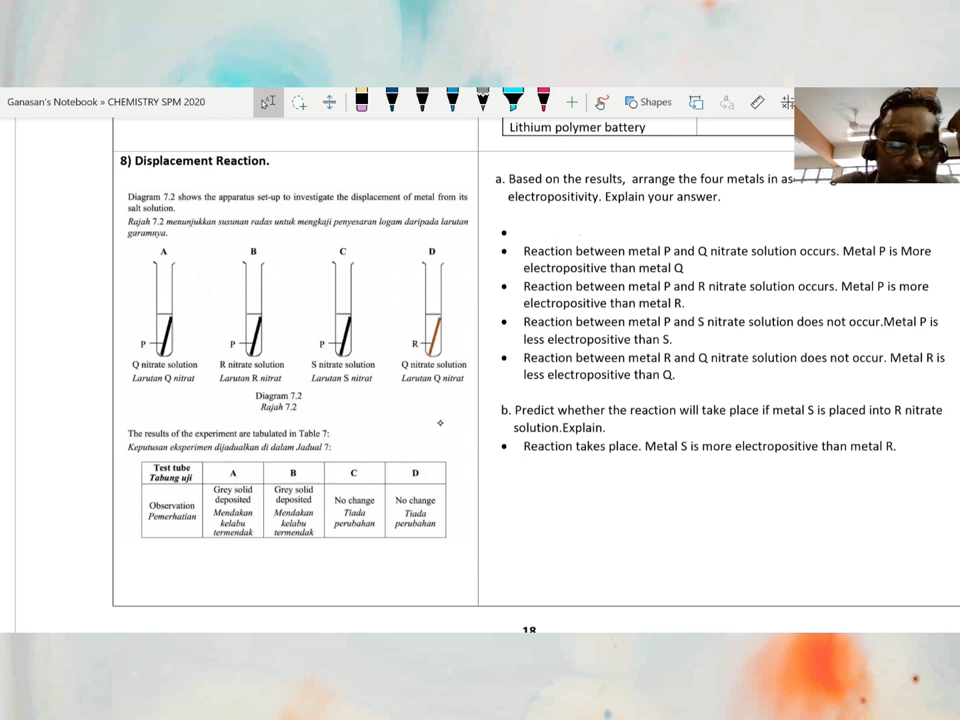 Ganasan's Notebook » CHEMISTRY SPM 2020
Shapes
Lithium polymer battery
8) Displacement Reaction.
Diagram 7.2 shows the apparatus set-up to investigate the displacement of metal from its
salt solution.
Rajah 7.2 menunjukkan susunan radas untuk mengkaji penyesaran logam daripada larutan
garamnya.
A B C D
P P P R
Q nitrate solution R nitrate solution S nitrate solution Q nitrate solution
Larutan Q nitrat Larutan R nitrat Larutan S nitrat Larutan Q nitrat
Diagram 7.2
Rajah 7.2
The results of the experiment are tabulated in Table 7:
Keputusan eksperimen dijadualkan di dalam Jadual 7:
Test tube
Tabung uji
A B C D
Observation
Pemerhatian
Grey solid
deposited
Mendakan
kelabu
termendak
Grey solid
deposited
Mendakan
kelabu
termendak
No change
Tiada
perubahan
No change
Tiada
perubahan
a. Based on the results, arrange the four metals in as
electropositivity. Explain your answer.
•
• Reaction between metal P and Q nitrate solution occurs. Metal P is More
electropositive than metal Q
• Reaction between metal P and R nitrate solution occurs. Metal P is more
electropositive than metal R.
• Reaction between metal P and S nitrate solution does not occur.Metal P is
less electropositive than S.
• Reaction between metal R and Q nitrate solution does not occur. Metal R is
less electropositive than Q.
b. Predict whether the reaction will take place if metal S is placed into R nitrate
solution.Explain.
• Reaction takes place. Metal S is more electropositive than metal R.
18